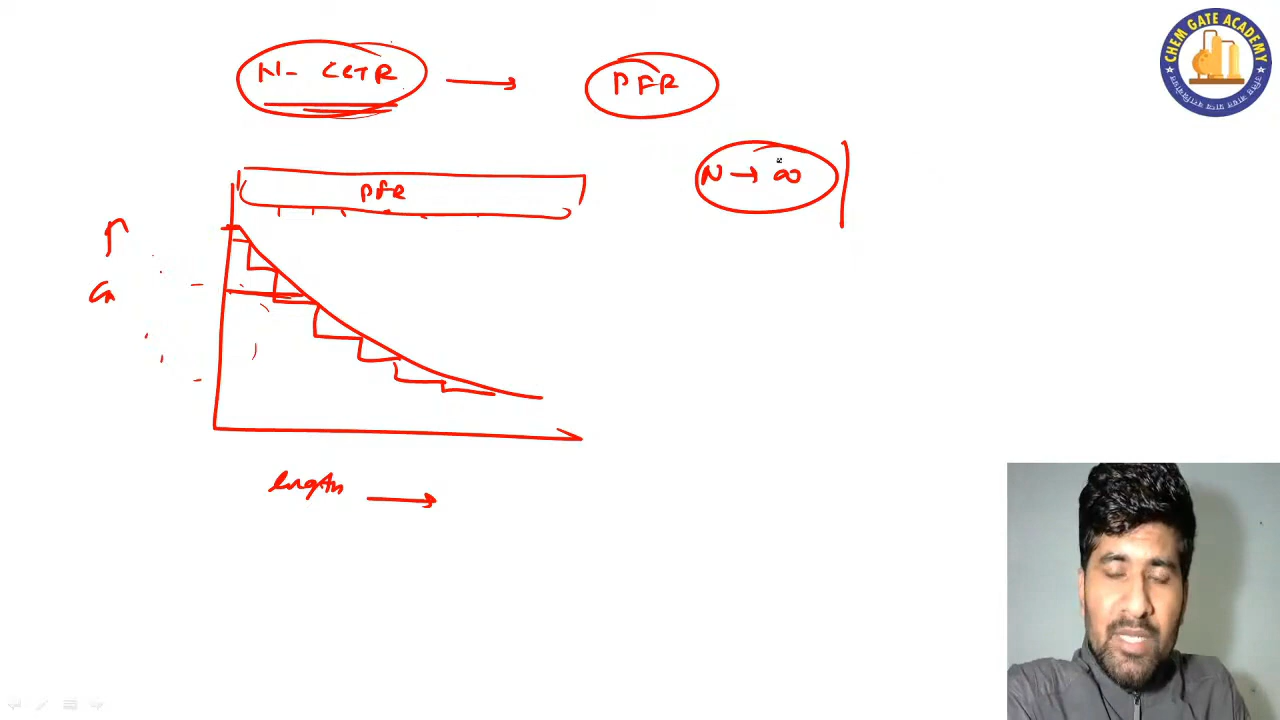 CHEM GATE ACADEMY
N- CSTR → PFR
N → ∞
PFR
CA
length →